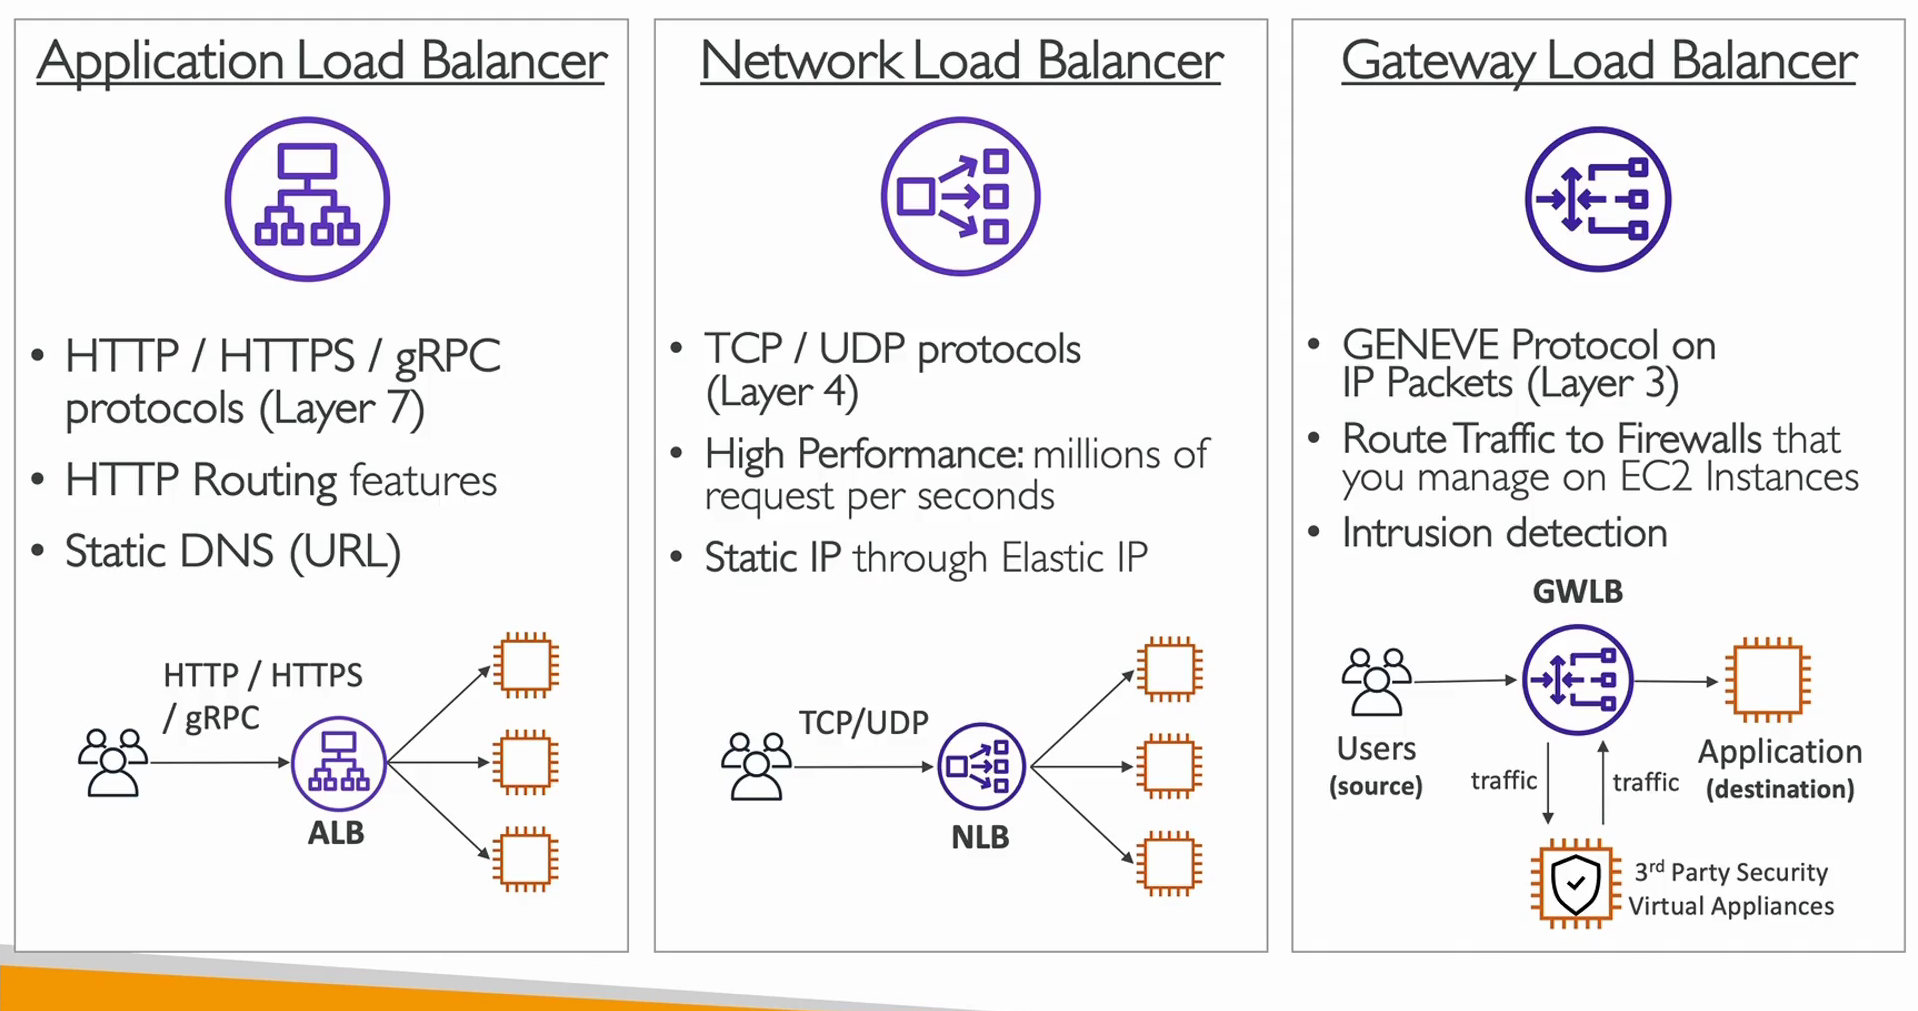 Application Load Balancer
• HTTP / HTTPS / gRPC
protocols (Layer 7)
• HTTP Routing features
• Static DNS (URL)
HTTP / HTTPS
/ gRPC
ALB
Network Load Balancer
• TCP / UDP protocols
(Layer 4)
• High Performance: millions of
request per seconds
• Static IP through Elastic IP
TCP/UDP
NLB
Gateway Load Balancer
• GENEVE Protocol on
IP Packets (Layer 3)
• Route Traffic to Firewalls that
you manage on EC2 Instances
• Intrusion detection
GWLB
Users
(source)
Application
(destination)
traffic
traffic
3rd Party Security
Virtual Appliances